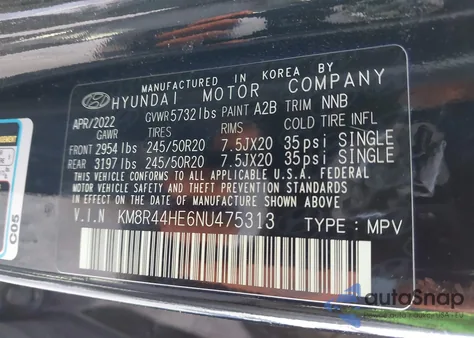 MANUFACTURED IN KOREA BY
HYUNDAI MOTOR COMPANY
APR/2022 GVWR 5732 lbs PAINT A2B TRIM NNB
GAWR TIRES RIMS COLD TIRE INFL
FRONT 2954 lbs 245/50R20 7.5JX20 35psi SINGLE
REAR 3197 lbs 245/50R20 7.5JX20 35psi SINGLE
THIS VEHICLE CONFORMS TO ALL APPLICABLE U.S.A. FEDERAL
MOTOR VEHICLE SAFETY AND THEFT PREVENTION STANDARDS
IN EFFECT ON THE DATE OF MANUFACTURE SHOWN ABOVE.
V.I.N KM8R44HE6NU475313 TYPE : MPV
C05
autoSnap